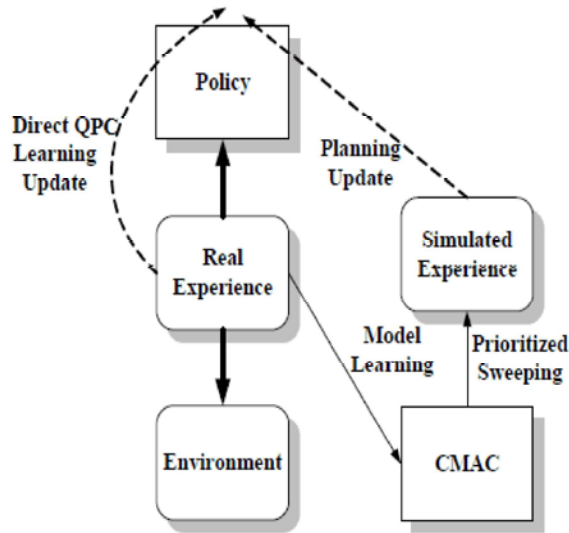 Policy
Direct QPC
Learning
Update
Planning
Update
Real
Experience
Simulated
Experience
Model
Learning
Prioritized
Sweeping
Environment
CMAC